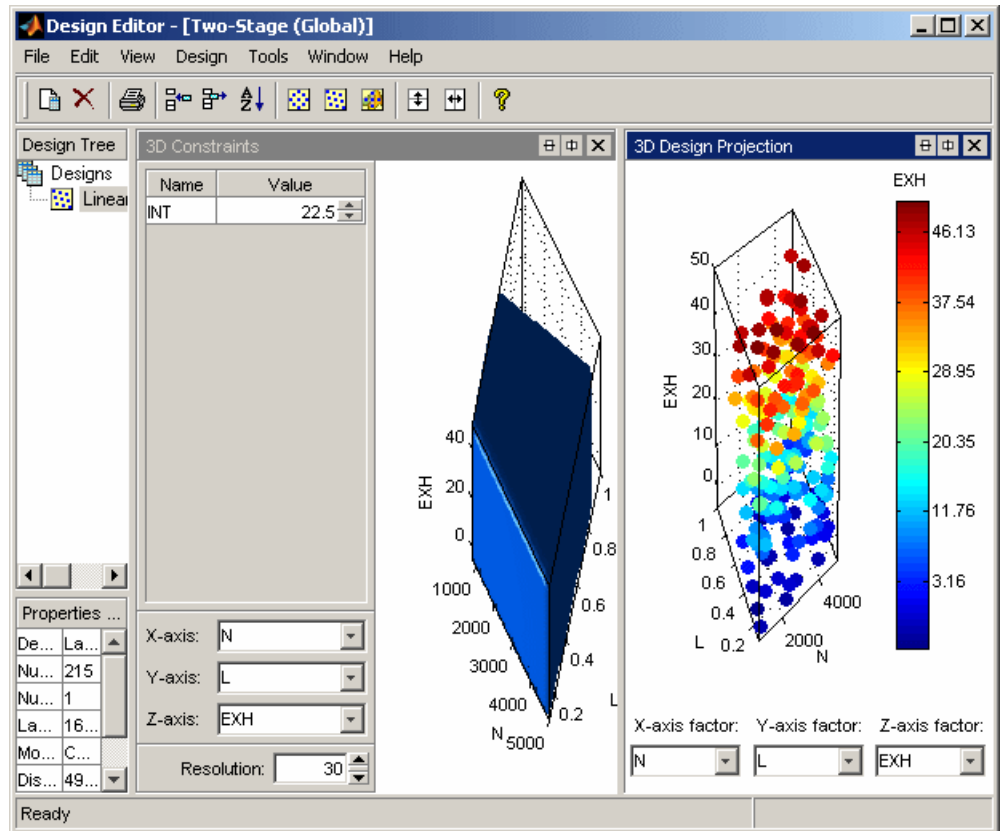 Design Editor - [Two-Stage (Global)]
File Edit View Design Tools Window Help
Design Tree
Designs
Linear
3D Constraints
Name Value
INT 22.5
EXH
40
20
0
1000
2000
3000
4000
5000
N
0.2
0.4
0.6
0.8
1
L
X-axis: N
Y-axis: L
Z-axis: EXH
Resolution: 30
3D Design Projection
EXH
46.13
37.54
28.95
20.35
11.76
3.16
50
40
30
20
10
0
EXH
1
0.8
0.6
0.4
0.2
L
2000
4000
N
X-axis factor: Y-axis factor: Z-axis factor:
N L EXH
Properties ...
De... La...
Nu... 215
Nu... 1
La... 16...
Mo... C...
Dis... 49...
Ready